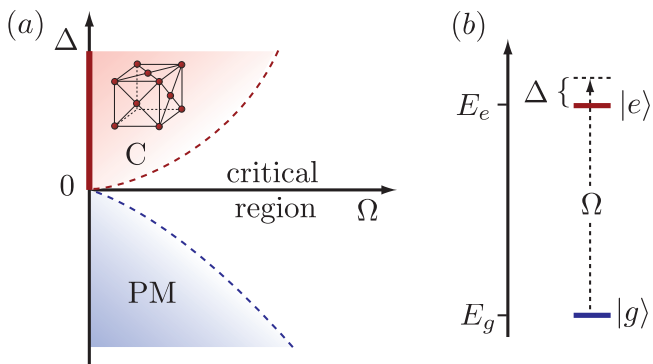 (a)
Δ
C
0
critical
region
Ω
PM
(b)
Δ {
E_e
|e⟩
Ω
E_g
|g⟩